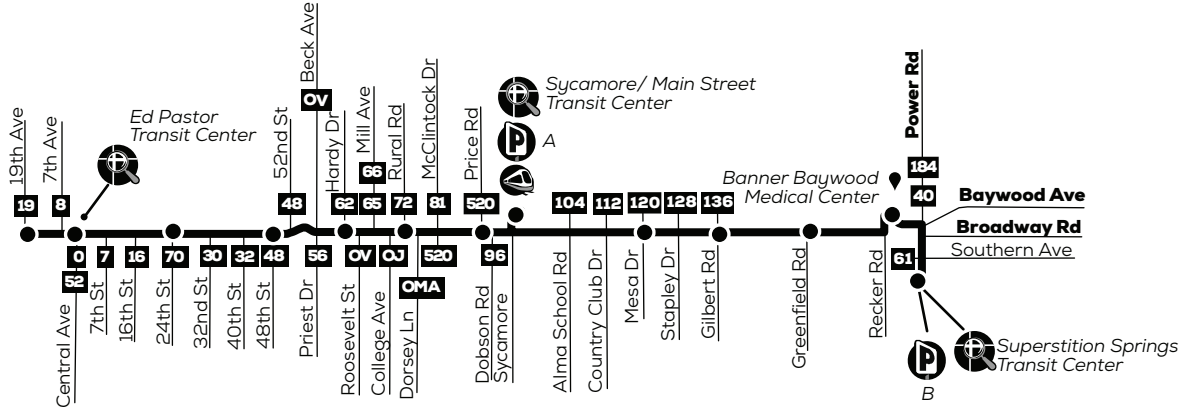 19th Ave
7th Ave
Ed Pastor
Transit Center
52nd St
Beck Ave
Hardy Dr
Mill Ave
Rural Rd
McClintock Dr
Price Rd
Sycamore/ Main Street
Transit Center
P
A
Power Rd
Banner Baywood
Medical Center
19
8
48
OV
62
66
65
72
81
520
104
112
120
128
136
184
40
Baywood Ave
Broadway Rd
Southern Ave
0
52
7
16
70
30
32
48
56
OV
OJ
OMA
520
96
61
Central Ave
7th St
16th St
24th St
32nd St
40th St
48th St
Priest Dr
Roosevelt St
College Ave
Dorsey Ln
Dobson Rd
Sycamore
Alma School Rd
Country Club Dr
Mesa Dr
Stapley Dr
Gilbert Rd
Greenfield Rd
Recker Rd
P
B
Superstition Springs
Transit Center